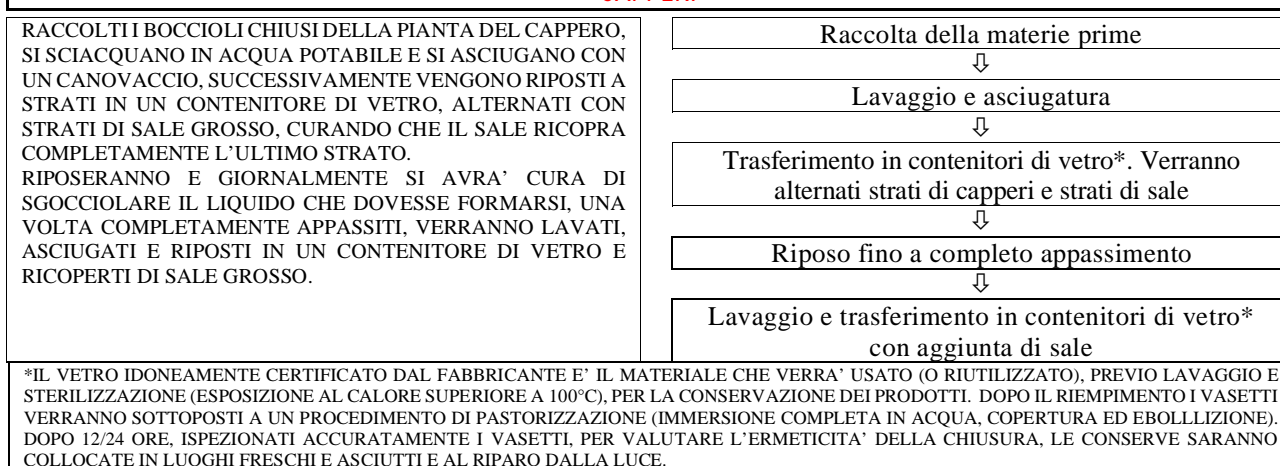 RACCOLTI I BOCCIOLI CHIUSI DELLA PIANTA DEL CAPPERO,
SI SCIACQUANO IN ACQUA POTABILE E SI ASCIUGANO CON
UN CANOVACCIO, SUCCESSIVAMENTE VENGONO RIPOSTI A
STRATI IN UN CONTENITORE DI VETRO, ALTERNATI CON
STRATI DI SALE GROSSO, CURANDO CHE IL SALE RICOPRA
COMPLETAMENTE L'ULTIMO STRATO.
RIPOSERANNO E GIORNALMENTE SI AVRA' CURA DI
SGOCCIOLARE IL LIQUIDO CHE DOVESSE FORMARSI, UNA
VOLTA COMPLETAMENTE APPASSITI, VERRANNO LAVATI,
ASCIUGATI E RIPOSTI IN UN CONTENITORE DI VETRO E
RICOPERTI DI SALE GROSSO.
Raccolta della materie prime
⇩
Lavaggio e asciugatura
⇩
Trasferimento in contenitori di vetro*. Verranno
alternati strati di capperi e strati di sale
⇩
Riposo fino a completo appassimento
⇩
Lavaggio e trasferimento in contenitori di vetro*
con aggiunta di sale
*IL VETRO IDONEAMENTE CERTIFICATO DAL FABBRICANTE E' IL MATERIALE CHE VERRA' USATO (O RIUTILIZZATO), PREVIO LAVAGGIO E
STERILIZZAZIONE (ESPOSIZIONE AL CALORE SUPERIORE A 100°C), PER LA CONSERVAZIONE DEI PRODOTTI. DOPO IL RIEMPIMENTO I VASETTI
VERRANNO SOTTOPOSTI A UN PROCEDIMENTO DI PASTORIZZAZIONE (IMMERSIONE COMPLETA IN ACQUA, COPERTURA ED EBOLLLIZIONE).
DOPO 12/24 ORE, ISPEZIONATI ACCURATAMENTE I VASETTI, PER VALUTARE L'ERMETICITA' DELLA CHIUSURA, LE CONSERVE SARANNO
COLLOCATE IN LUOGHI FRESCHI E ASCIUTTI E AL RIPARO DALLA LUCE.